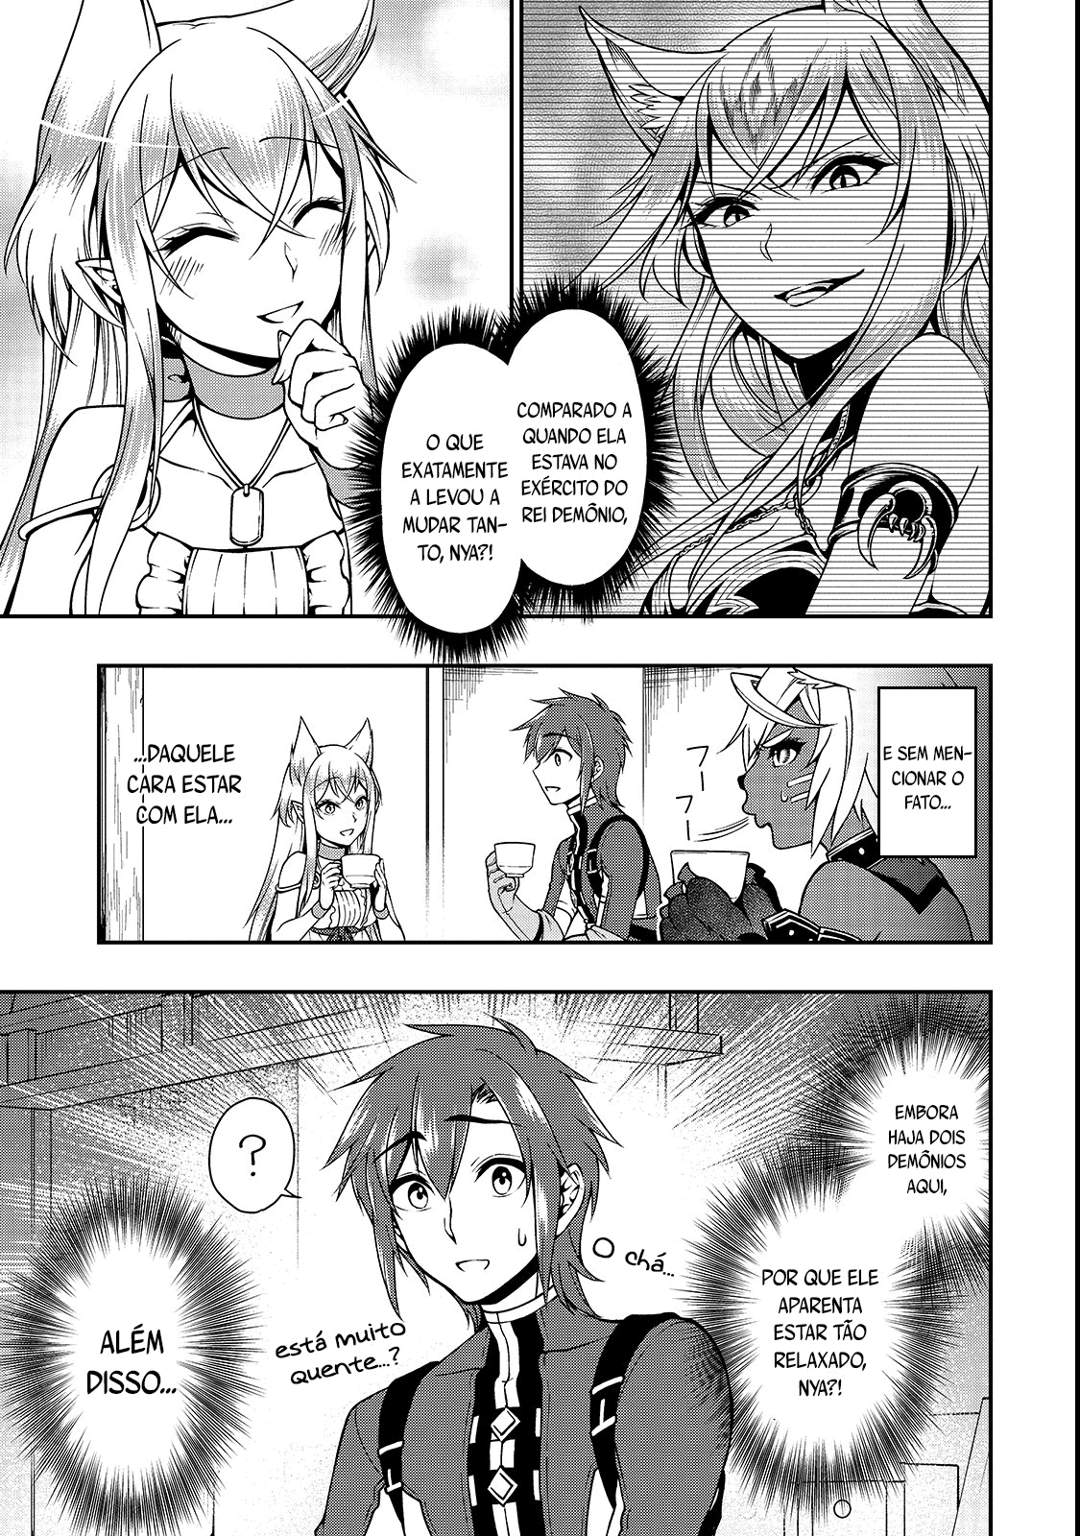 COMPARADO A
QUANDO ELA
ESTAVA NO
EXÉRCITO DO
REI DEMÔNIO,
O QUE
EXATAMENTE
A LEVOU A
MUDAR TAN-
TO, NYA?!
E SEM MEN-
CIONAR O
FATO...
フーフー
...DAQUELE
CARA ESTAR
COM ELA...
EMBORA
HAJA DOIS
DEMÔNIOS
AQUI,
POR QUE ELE
APARENTA
ESTAR TÃO
RELAXADO,
NYA?!
O chá...
está muito
quente...?
?
ALÉM
DISSO...